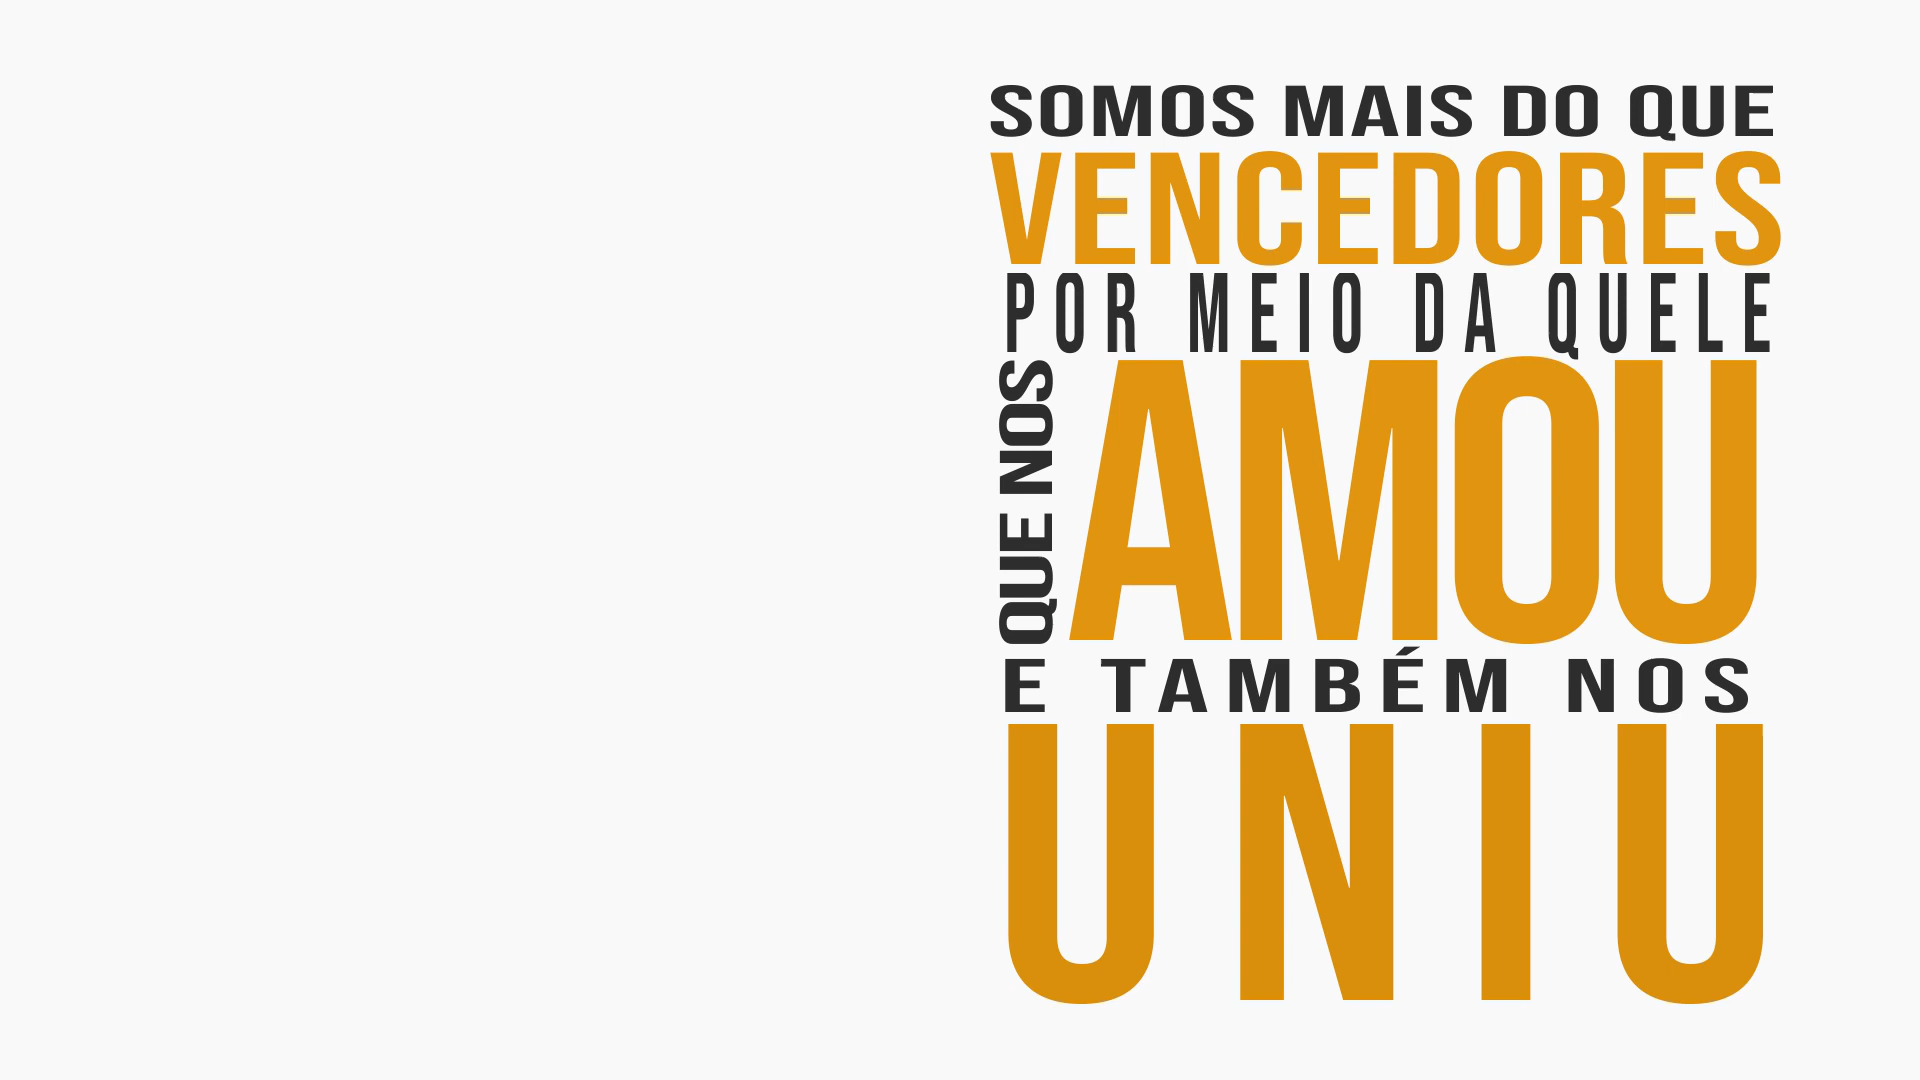 SOMOS MAIS DO QUE
VENCEDORES
POR MEIO DA QUELE
QUE NOS
AMOU
E TAMBÉM NOS
UNIU